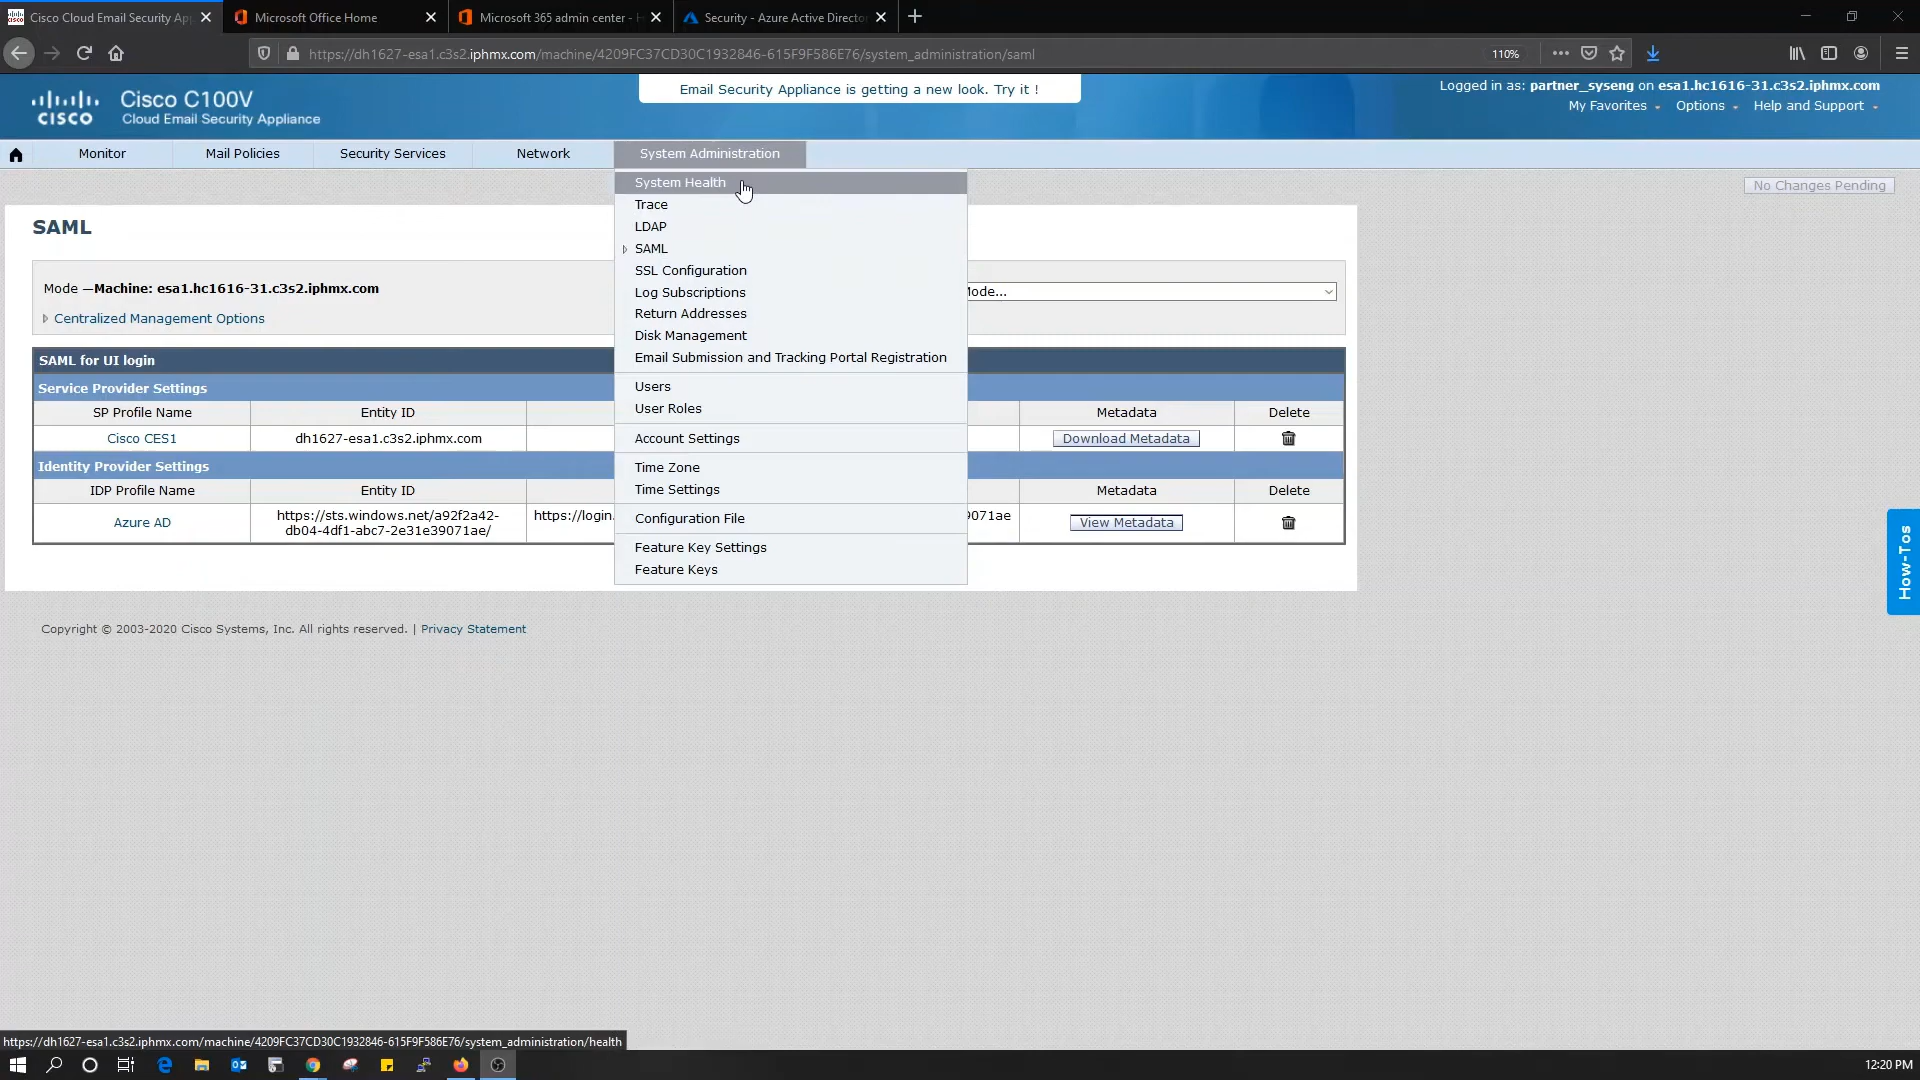 Cisco Cloud Email Security App
Microsoft Office Home
Microsoft 365 admin center - H
Security - Azure Active Director
https://dh1627-esa1.c3s2.iphmx.com/machine/4209FC37CD30C1932846-615F9F586E76/system_administration/saml
110%
Email Security Appliance is getting a new look. Try it !
Logged in as: partner_syseng on esa1.hc1616-31.c3s2.iphmx.com
My Favorites
Options
Help and Support
cisco
Cisco C100V
Cloud Email Security Appliance
Monitor
Mail Policies
Security Services
Network
System Administration
No Changes Pending
System Health
Trace
LDAP
SAML
SSL Configuration
Log Subscriptions
Return Addresses
Disk Management
Email Submission and Tracking Portal Registration
Users
User Roles
Account Settings
Time Zone
Time Settings
Configuration File
Feature Key Settings
Feature Keys
SAML
Mode —Machine: esa1.hc1616-31.c3s2.iphmx.com
Mode...
Centralized Management Options
SAML for UI login
Service Provider Settings
SP Profile Name
Entity ID
Metadata
Delete
Cisco CES1
dh1627-esa1.c3s2.iphmx.com
Download Metadata
Identity Provider Settings
IDP Profile Name
Entity ID
Metadata
Delete
Azure AD
https://sts.windows.net/a92f2a42-
db04-4df1-abc7-2e31e39071ae/
https://login.
9071ae
View Metadata
How-Tos
Copyright © 2003-2020 Cisco Systems, Inc. All rights reserved. | Privacy Statement
https://dh1627-esa1.c3s2.iphmx.com/machine/4209FC37CD30C1932846-615F9F586E76/system_administration/health
12:20 PM